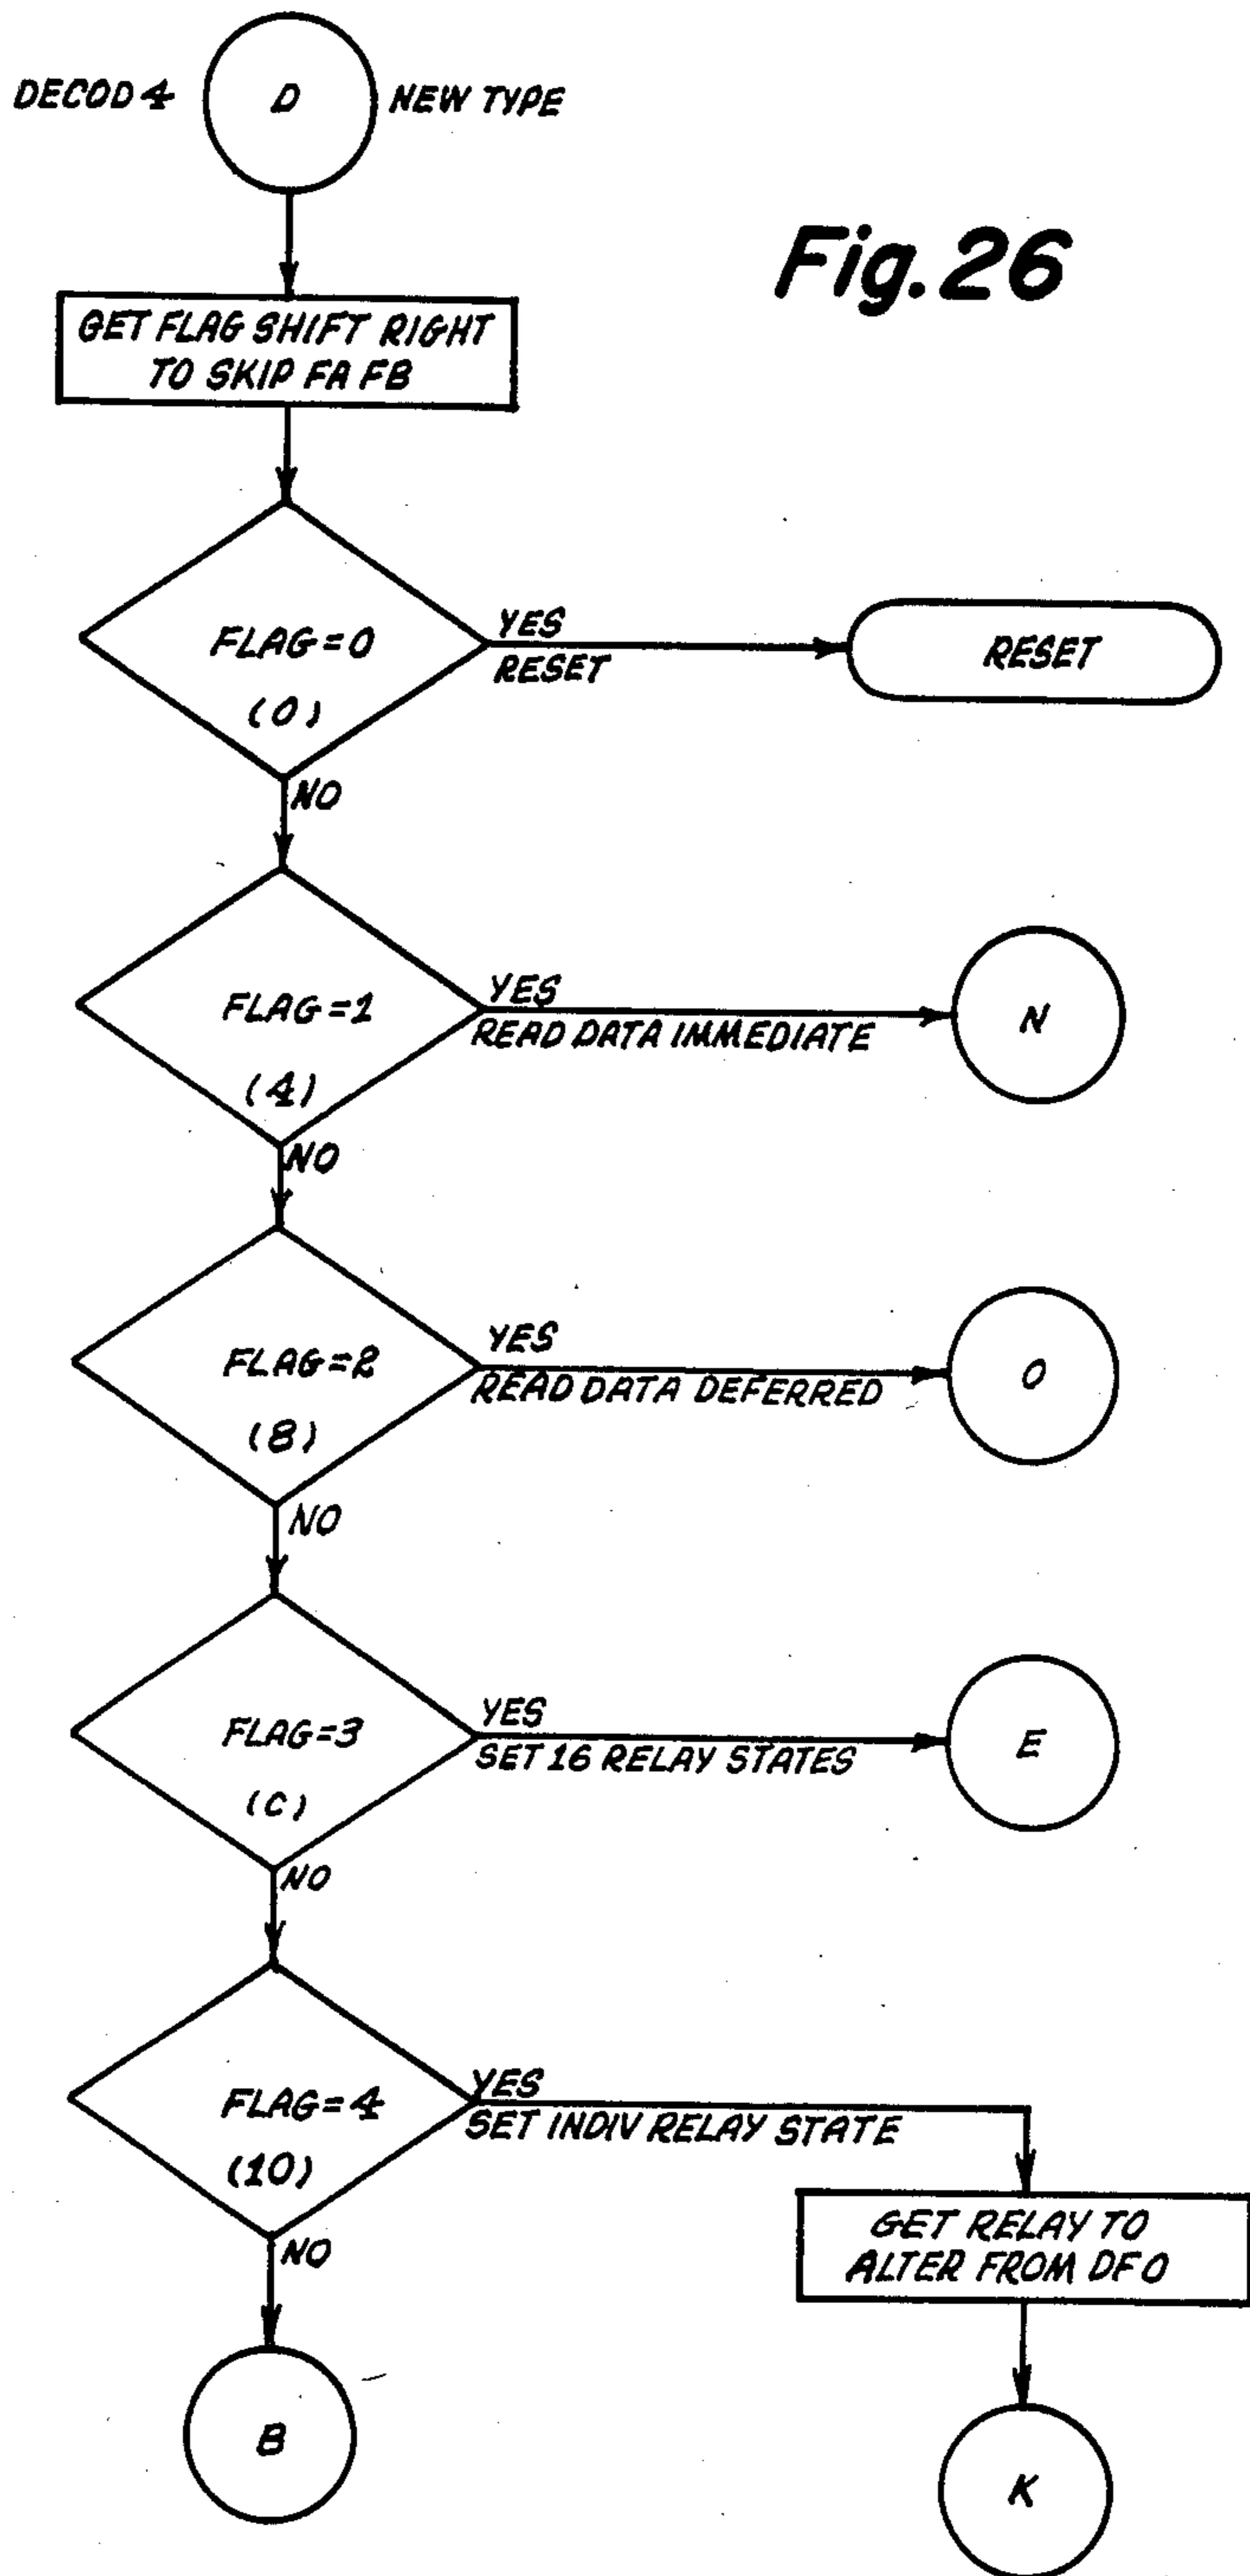 DECOD 4
D
NEW TYPE
Fig. 26
GET FLAG SHIFT RIGHT
TO SKIP FA FB
FLAG=0
(0)
YES
RESET
RESET
NO
FLAG=1
(4)
YES
READ DATA IMMEDIATE
N
NO
FLAG=2
(8)
YES
READ DATA DEFERRED
O
NO
FLAG=3
(C)
YES
SET 16 RELAY STATES
E
NO
FLAG=4
(10)
YES
SET INDIV RELAY STATE
NO
GET RELAY TO
ALTER FROM DF0
B
K